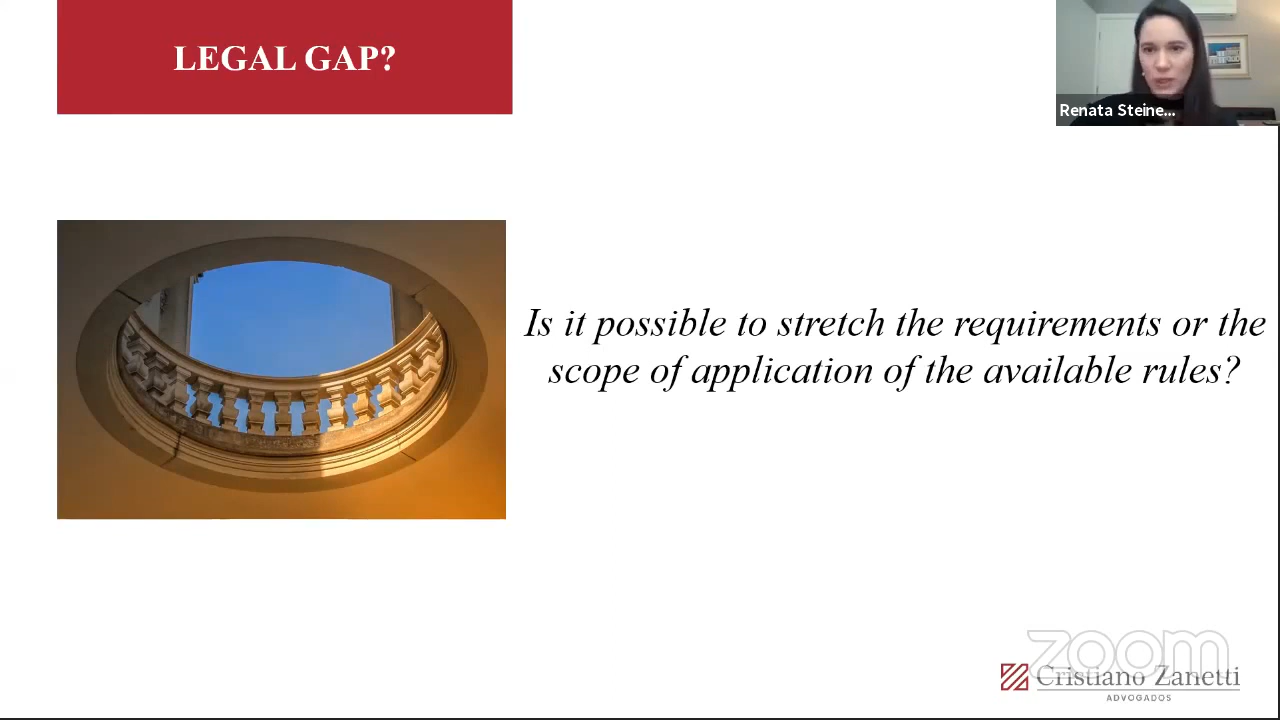 LEGAL GAP?
Renata Steine...
Is it possible to stretch the requirements or the
scope of application of the available rules?
zoom
Cristiano Zanetti
ADVOGADOS